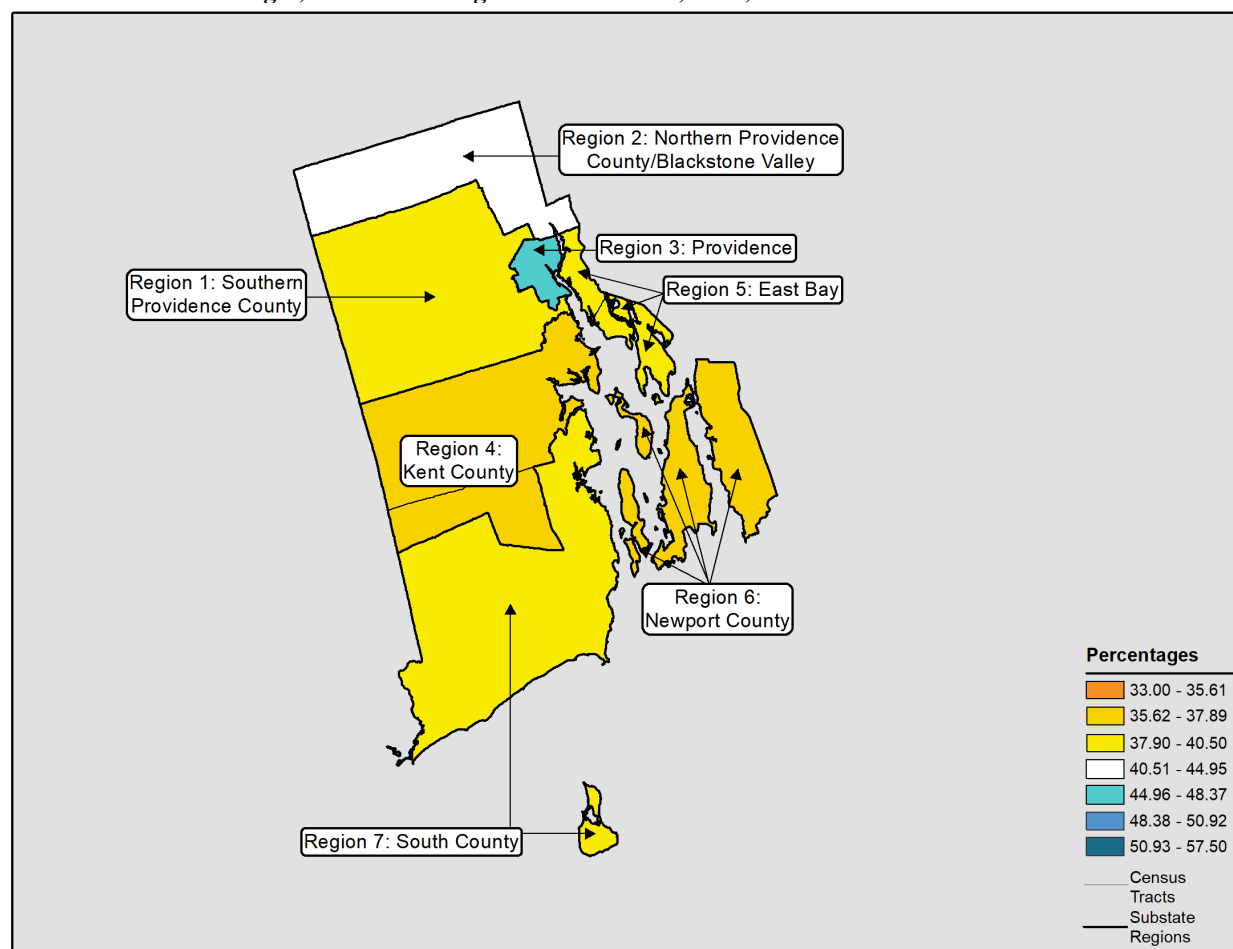 Region 2: Northern Providence
County/Blackstone Valley
Region 3: Providence
Region 1: Southern
Providence County
Region 5: East Bay
Region 4:
Kent County
Region 6:
Newport County
Region 7: South County
Percentages
33.00 - 35.61
35.62 - 37.89
37.90 - 40.50
40.51 - 44.95
44.96 - 48.37
48.38 - 50.92
50.93 - 57.50
Census
Tracts
Substate
Regions